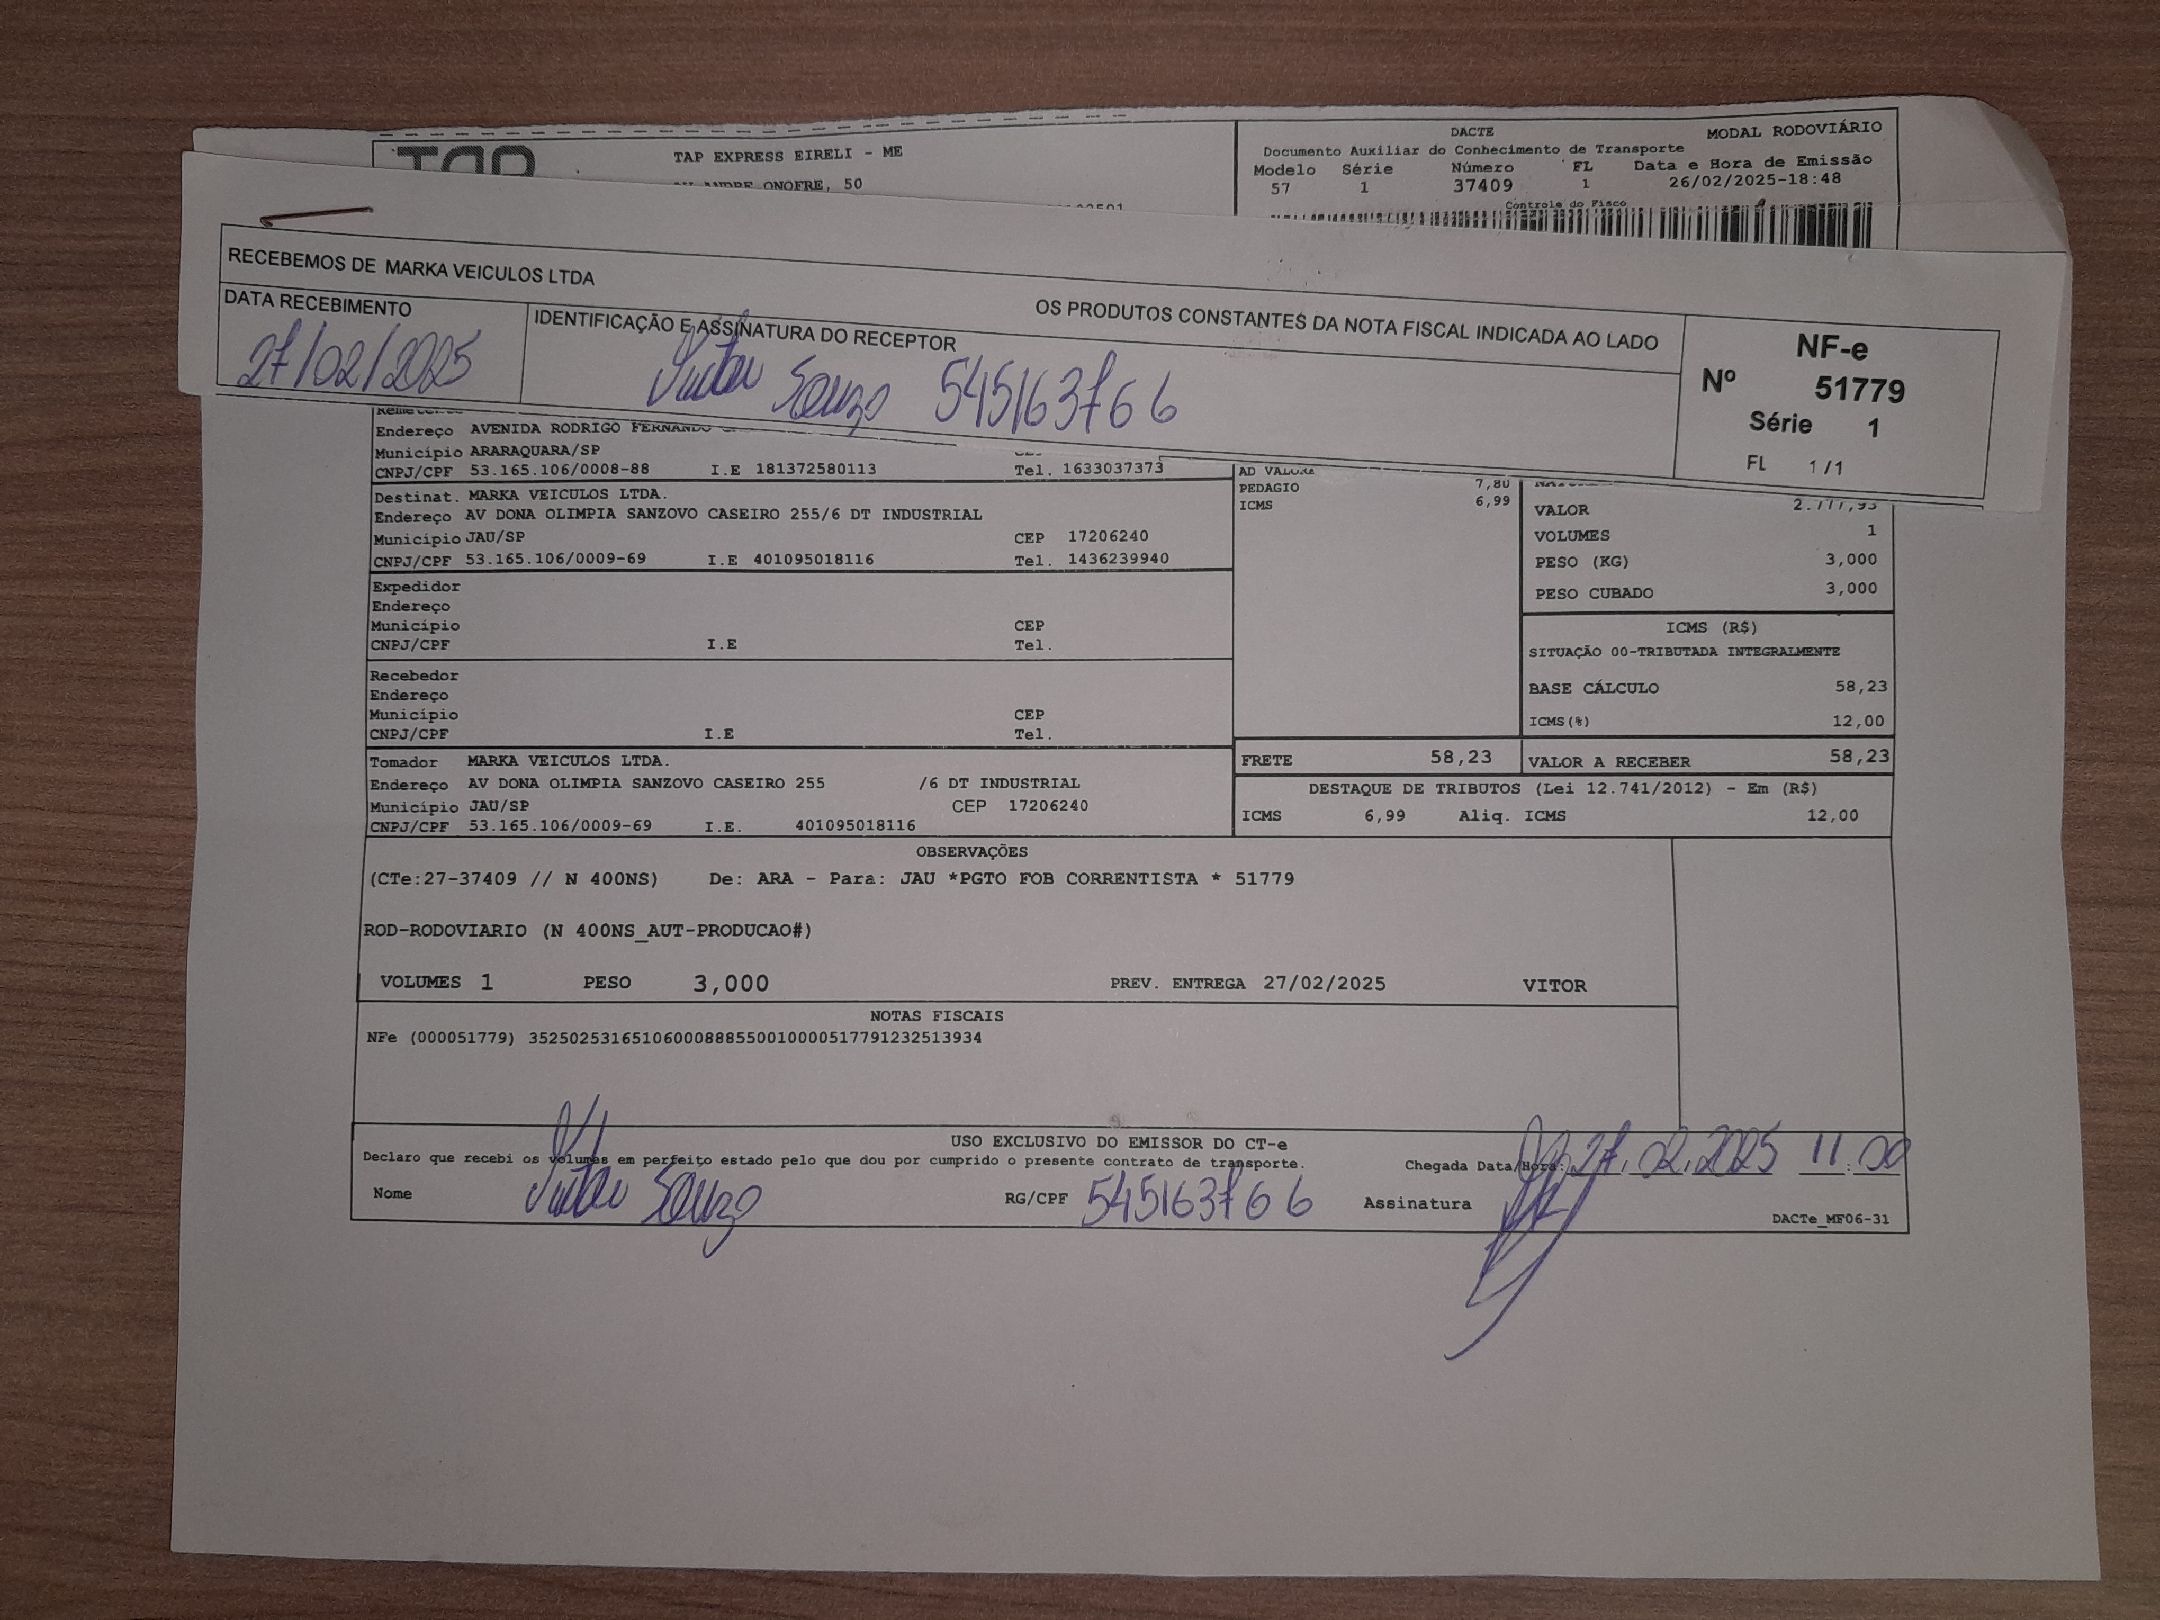 TAP EXPRESS EIRELI - ME
ONOFRE, 50
DACTE
MODAL RODOVIÁRIO
Documento Auxiliar do Conhecimento de Transporte
Modelo Série Número FL Data e Hora de Emissão
57 1 37409 1 26/02/2025-18:48
Controle do Fisco
RECEBEMOS DE MARKA VEICULOS LTDA
OS PRODUTOS CONSTANTES DA NOTA FISCAL INDICADA AO LADO
DATA RECEBIMENTO
27/02/2025
IDENTIFICAÇÃO E ASSINATURA DO RECEPTOR
Souza 545163766
NF-e
Nº 51779
Série 1
FL 1/1
Endereço AVENIDA RODRIGO FERNANDO
Município ARARAQUARA/SP
CNPJ/CPF 53.165.106/0008-88 I.E 181372580113 Tel. 1633037373
Destinat. MARKA VEICULOS LTDA.
Endereço AV DONA OLIMPIA SANZOVO CASEIRO 255/6 DT INDUSTRIAL
Município JAU/SP CEP 17206240
CNPJ/CPF 53.165.106/0009-69 I.E 401095018116 Tel. 1436239940
Expedidor
Endereço
Município CEP
CNPJ/CPF I.E Tel.
Recebedor
Endereço
Município CEP
CNPJ/CPF I.E Tel.
Tomador MARKA VEICULOS LTDA.
Endereço AV DONA OLIMPIA SANZOVO CASEIRO 255 /6 DT INDUSTRIAL
Município JAU/SP CEP 17206240
CNPJ/CPF 53.165.106/0009-69 I.E. 401095018116
AD VALORE
PEDAGIO 7,80
ICMS 6,99
VALOR 2.777,93
VOLUMES 1
PESO (KG) 3,000
PESO CUBADO 3,000
ICMS (R$)
SITUAÇÃO 00-TRIBUTADA INTEGRALMENTE
BASE CÁLCULO 58,23
ICMS(%) 12,00
FRETE 58,23 VALOR A RECEBER 58,23
DESTAQUE DE TRIBUTOS (Lei 12.741/2012) - Em (R$)
ICMS 6,99 Aliq. ICMS 12,00
OBSERVAÇÕES
(CTe:27-37409 // N 400NS) De: ARA - Para: JAU *PGTO FOB CORRENTISTA * 51779
ROD-RODOVIARIO (N 400NS_AUT-PRODUCAO#)
VOLUMES 1 PESO 3,000 PREV. ENTREGA 27/02/2025 VITOR
NOTAS FISCAIS
NFe (000051779) 35250253165106000888550010000517791232513934
USO EXCLUSIVO DO EMISSOR DO CT-e
Declaro que recebi os volumes em perfeito estado pelo que dou por cumprido o presente contrato de transporte.
Chegada Data/Hora: 27.02.2025 11:00
Nome Souza RG/CPF 545163766 Assinatura
DACTe_MF06-31